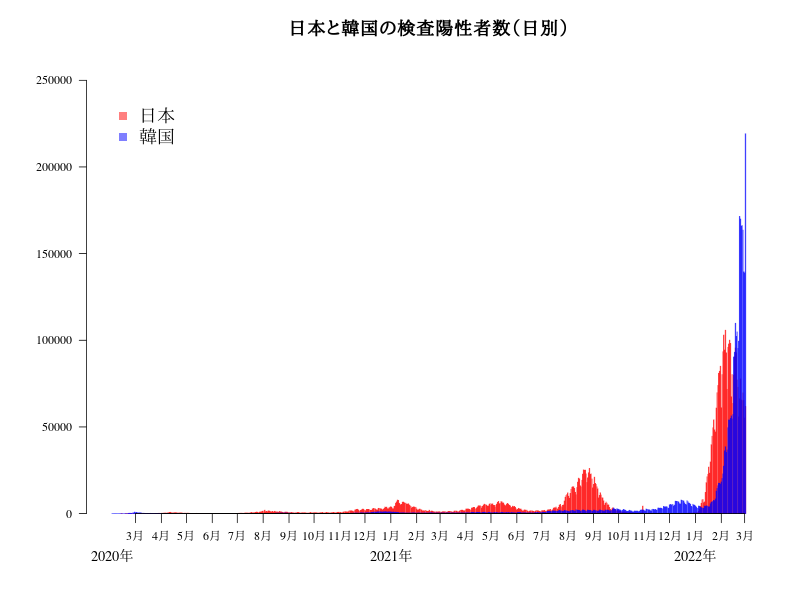 日本と韓国の検査陽性者数（日別）
250000
日本
韓国
200000
150000
100000
50000
0
3月 4月 5月 6月 7月 8月 9月 10月 11月 12月 1月 2月 3月 4月 5月 6月 7月 8月 9月 10月 11月 12月 1月 2月 3月
2020年 2021年 2022年